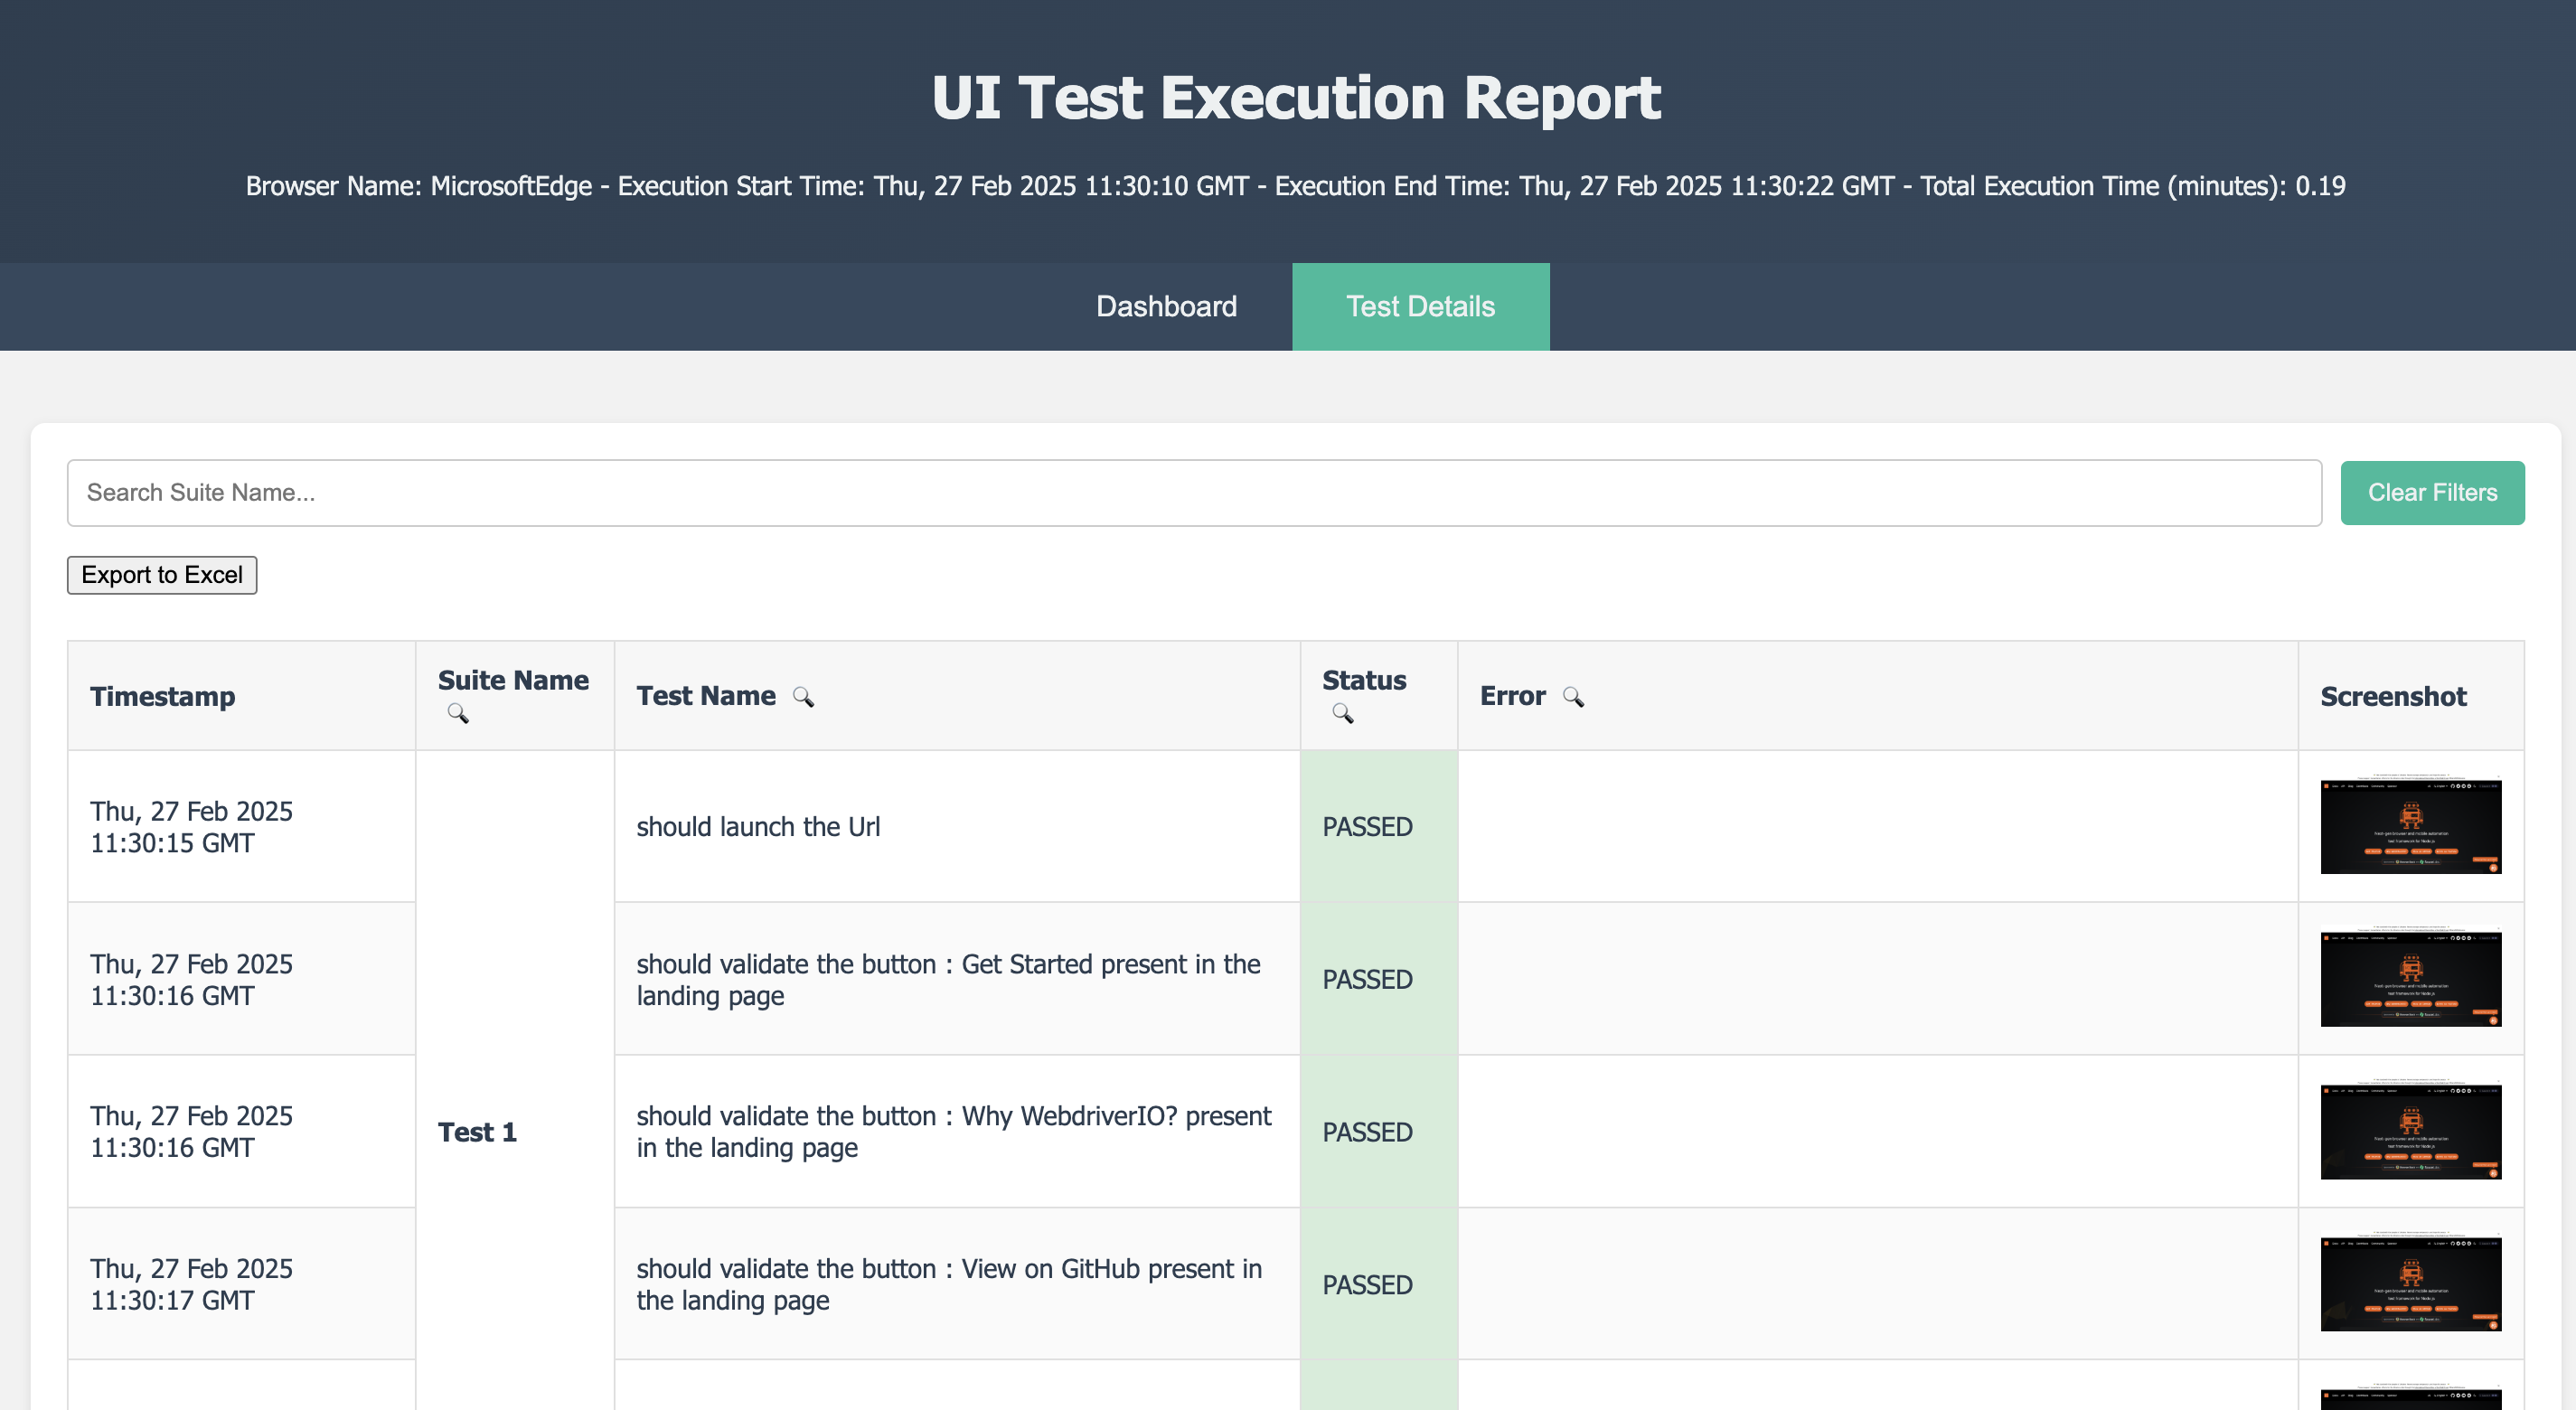 UI Test Execution Report
Browser Name: MicrosoftEdge - Execution Start Time: Thu, 27 Feb 2025 11:30:10 GMT - Execution End Time: Thu, 27 Feb 2025 11:30:22 GMT - Total Execution Time (minutes): 0.19
Dashboard
Test Details
Search Suite Name...
Clear Filters
Export to Excel
Timestamp
Suite Name
Test Name
Status
Error
Screenshot
Thu, 27 Feb 2025
11:30:15 GMT
should launch the Url
PASSED
Thu, 27 Feb 2025
11:30:16 GMT
should validate the button : Get Started present in the
landing page
PASSED
Thu, 27 Feb 2025
11:30:16 GMT
Test 1
should validate the button : Why WebdriverIO? present
in the landing page
PASSED
Thu, 27 Feb 2025
11:30:17 GMT
should validate the button : View on GitHub present in
the landing page
PASSED